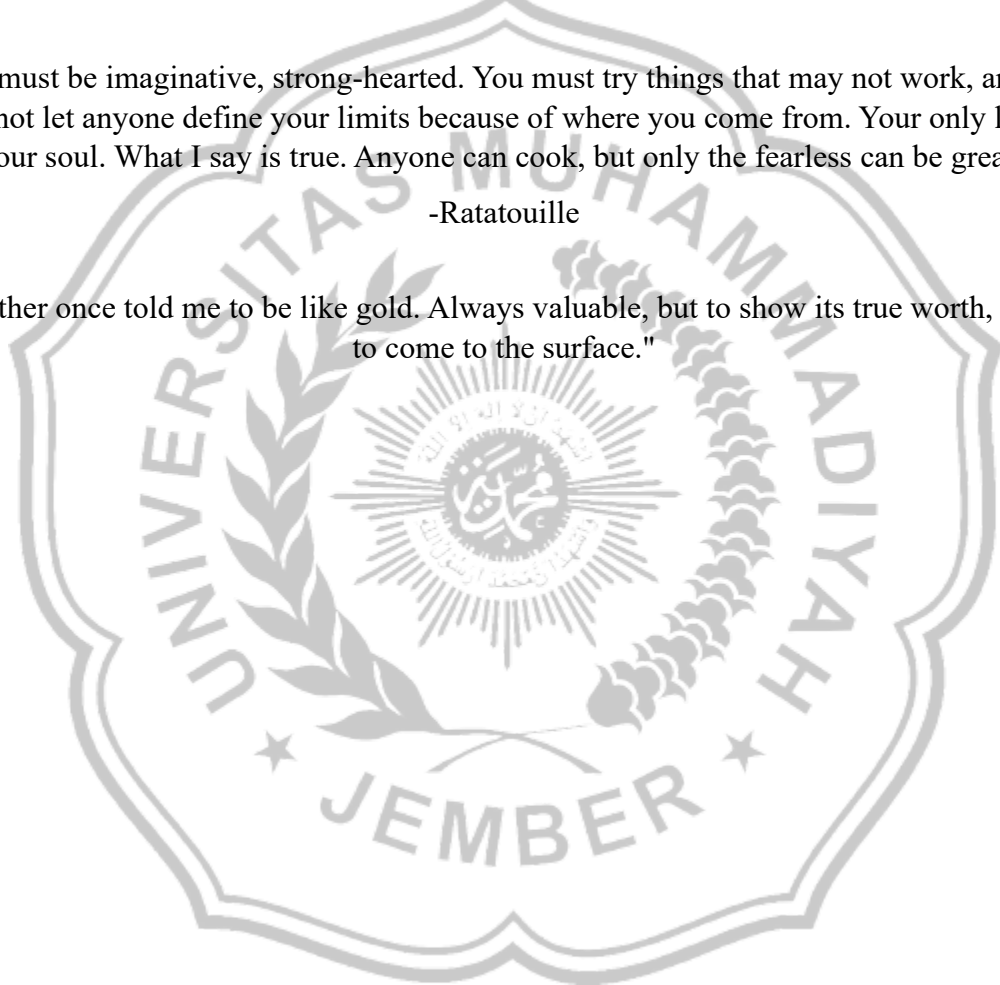 must be imaginative, strong-hearted. You must try things that may not work, a
not let anyone define your limits because of where you come from. Your only
our soul. What I say is true. Anyone can cook, but only the fearless can be grea
-Ratatouille
ther once told me to be like gold. Always valuable, but to show its true worth,
to come to the surface."
UNIVERSITAS MUHAMMADIYAH
JEMBER